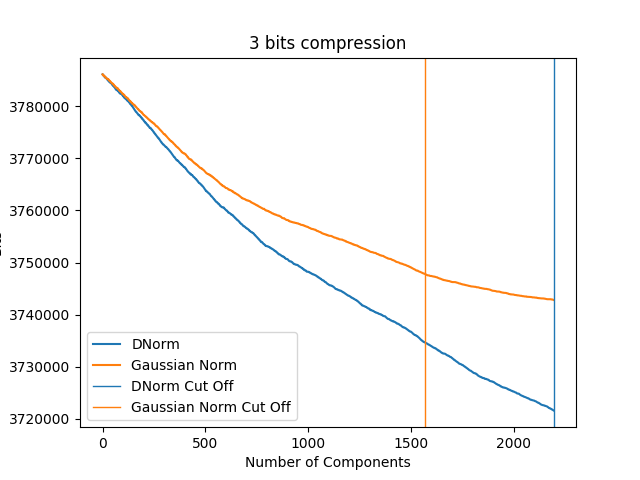 3 bits compression
3780000
3770000
3760000
3750000
3740000
3730000
3720000
DNorm
Gaussian Norm
DNorm Cut Off
Gaussian Norm Cut Off
0
500
1000
1500
2000
Number of Components